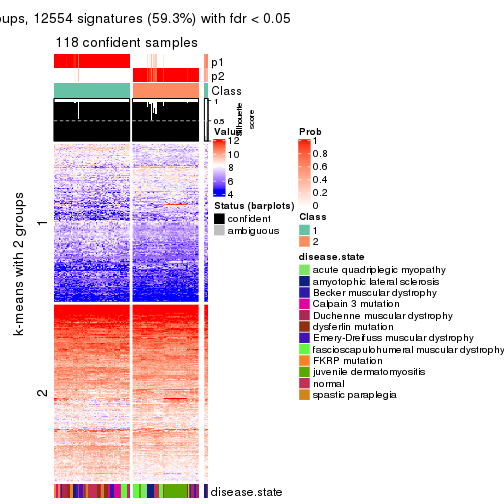 oups, 12554 signatures (59.3%) with fdr < 0.05
118 confident samples
p1
p2
Class
1
0.5
0
Silhouette
score
k-means with 2 groups
1
2
disease.state
Value
12
10
8
6
4
Status (barplots)
confident
ambiguous
Prob
1
0.8
0.6
0.4
0.2
0
Class
1
2
disease.state
acute quadriplegic myopathy
amyotophic lateral sclerosis
Becker muscular dystrophy
Calpain 3 mutation
Duchenne muscular dystrophy
dysferlin mutation
Emery-Dreifuss muscular dystrophy
fascioscapulohumeral muscular dystrophy
FKRP mutation
juvenile dermatomyositis
normal
spastic paraplegia